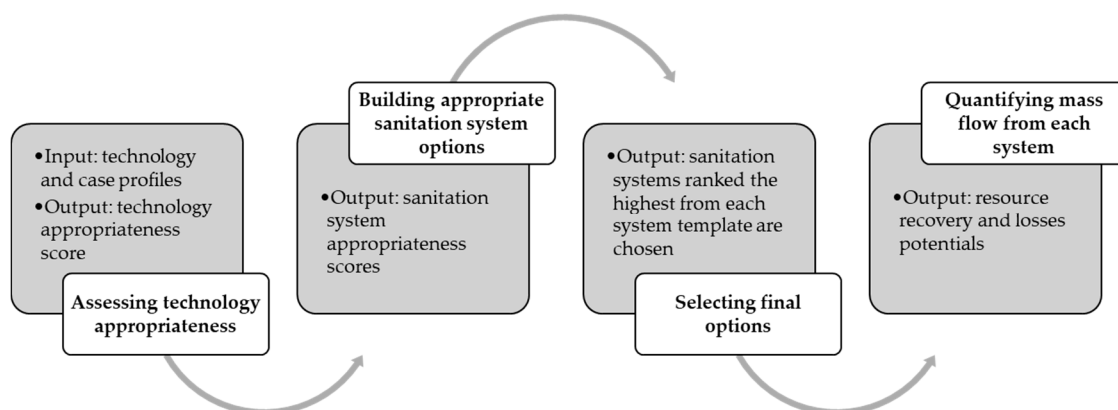 •Input: technology
and case profiles
•Output: technology
appropriateness
score
Assessing technology
appropriateness
Building appropriate
sanitation system
options
•Output: sanitation
system
appropriateness
scores
•Output: sanitation
systems ranked the
highest from each
system template are
chosen
Selecting final
options
Quantifying mass
flow from each
system
•Output: resource
recovery and losses
potentials